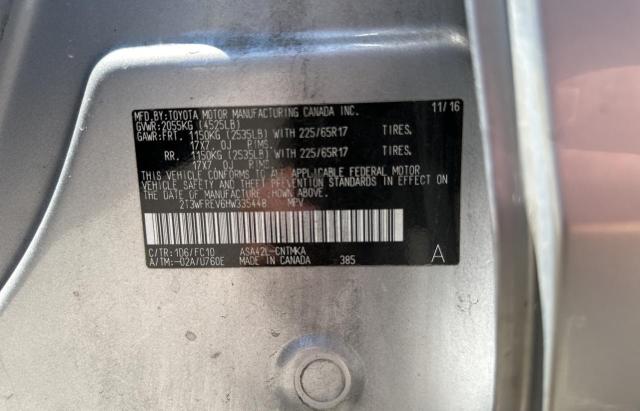 MFD.BY:TOYOTA MOTOR MANUFACTURING CANADA INC. 11/16
GVWR:2055KG (4525LB)
GAWR:FRT. 1150KG (2535LB) WITH 225/65R17 TIRES.
17X7.0J RIMS
RR. 1150KG (2535LB) WITH 225/65R17 TIRES.
17X7.0J RIMS
THIS VEHICLE CONFORMS TO ALL APPLICABLE FEDERAL MOTOR
VEHICLE SAFETY AND THEFT PREVENTION STANDARDS IN EFFECT ON
THE DATE OF MANUFACTURE SHOWN ABOVE.
2T3WFREV6HW335448 MPV
C/TR:1D6/FC10 ASA42L-CNTMKA
A/TM:-02A/U760E MADE IN CANADA 385 A